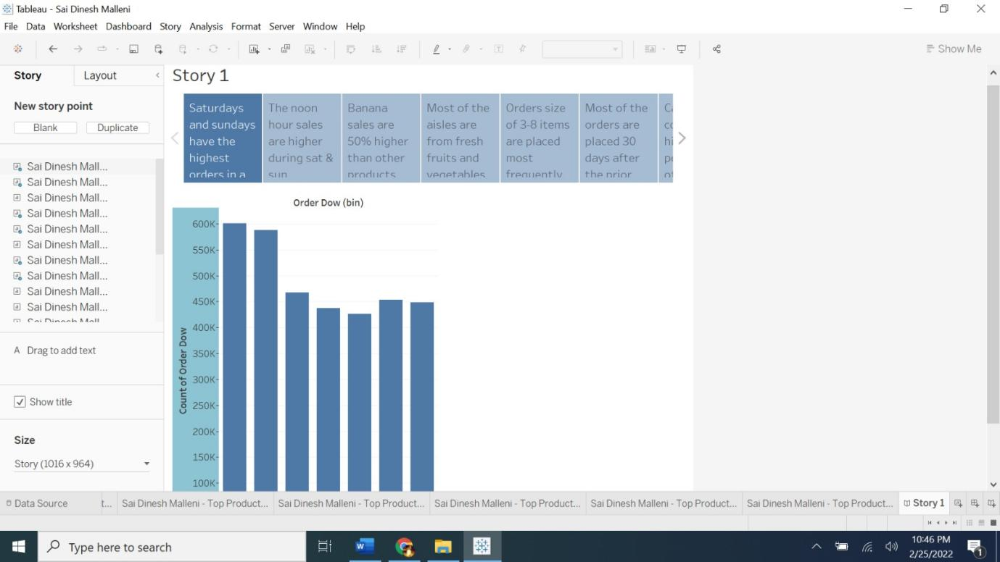 Tableau - Sai Dinesh Malleni
File Data Worksheet Dashboard Story Analysis Format Server Window Help
Show Me
Story Layout
New story point
Blank Duplicate
Sai Dinesh Mall...
Sai Dinesh Mall...
Sai Dinesh Mall...
Sai Dinesh Mall...
Sai Dinesh Mall...
Sai Dinesh Mall...
Sai Dinesh Mall...
Sai Dinesh Mall...
Sai Dinesh Mall...
Sai Dinesh Mall...
Sai Dinesh Mall...
A Drag to add text
Show title
Size
Story (1016 x 964)
Story 1
Saturdays
and sundays
have the
highest
orders in a
The noon
hour sales
are higher
during sat &
sun
Banana
sales are
50% higher
than other
products
Most of the
aisles are
from fresh
fruits and
vegetables
Orders size
of 3-8 items
are placed
most
frequently
Most of the
orders are
placed 30
days after
the prior
Order Dow (bin)
Count of Order Dow
600K
550K
500K
450K
400K
350K
300K
250K
200K
150K
100K
Data Source t... Sai Dinesh Malleni - Top Product... Sai Dinesh Malleni - Top Product... Sai Dinesh Malleni - Top Product... Sai Dinesh Malleni - Top Product... Sai Dinesh Malleni - Top Product... Story 1
Type here to search
W
10:46 PM
2/25/2022
1